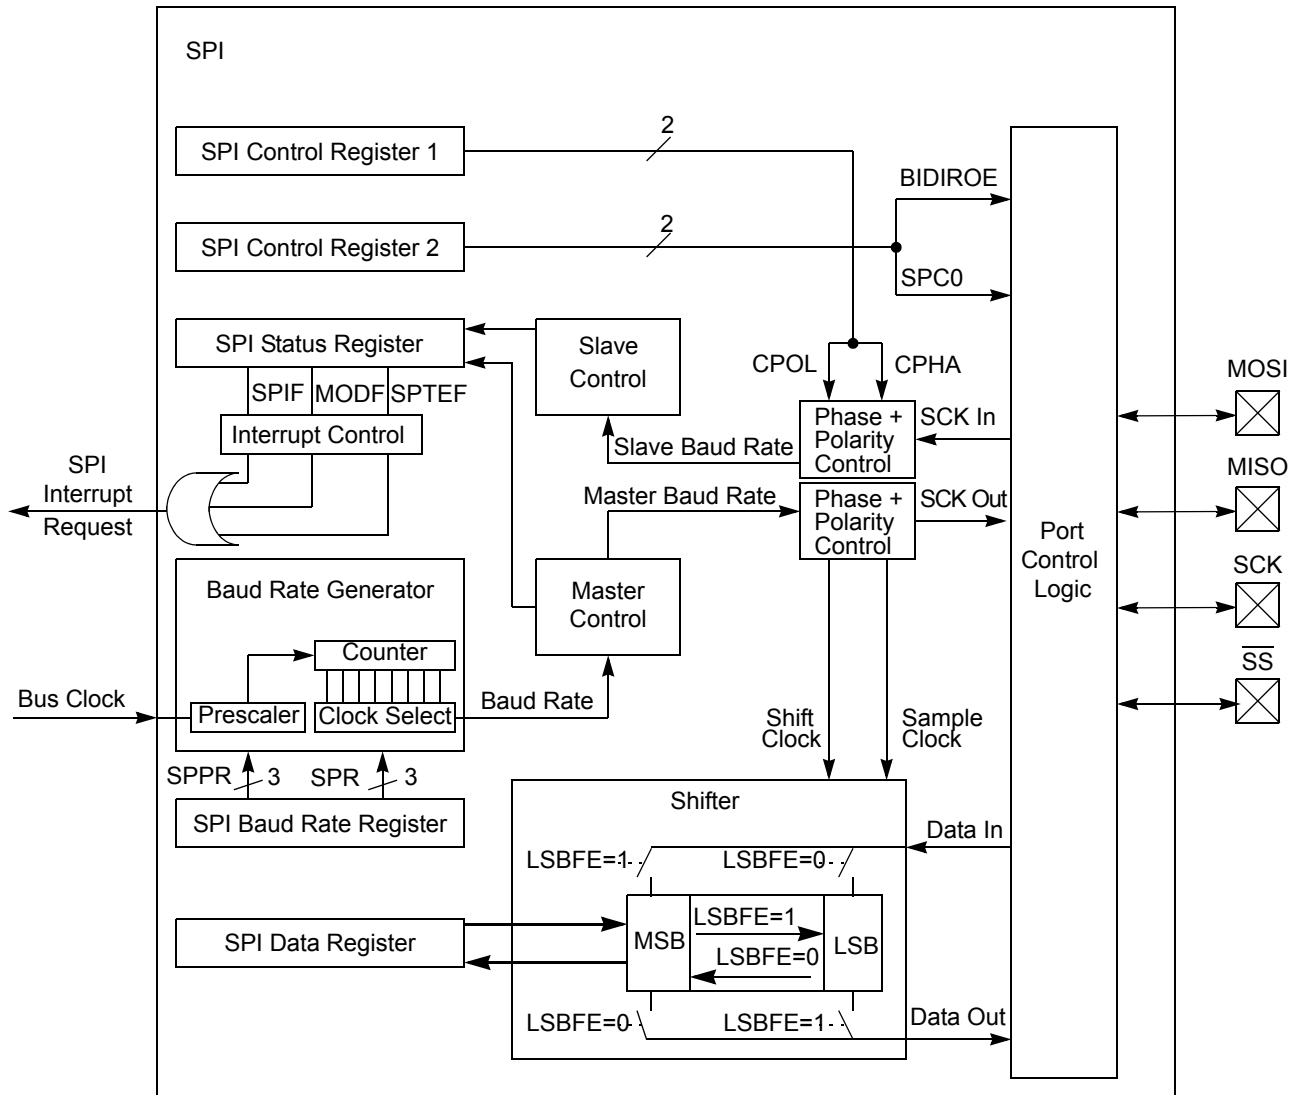 SPI
2
SPI Control Register 1
BIDIROE
2
SPI Control Register 2
SPC0
SPI Status Register
Slave
Control
CPOL
CPHA
MOSI
SPIF
MODF
SPTEF
Phase +
Polarity
Control
SCK In
Interrupt Control
Slave Baud Rate
SPI
Interrupt
Request
MISO
Master Baud Rate
Phase +
Polarity
Control
SCK Out
Port
Control
Logic
Baud Rate Generator
Master
Control
SCK
Counter
SS
Bus Clock
Prescaler
Clock Select
Baud Rate
Shift
Clock
Sample
Clock
SPPR
3
SPR
3
Shifter
SPI Baud Rate Register
Data In
LSBFE=1
LSBFE=0
SPI Data Register
MSB
LSBFE=1
LSBFE=0
LSB
LSBFE=0
LSBFE=1
Data Out